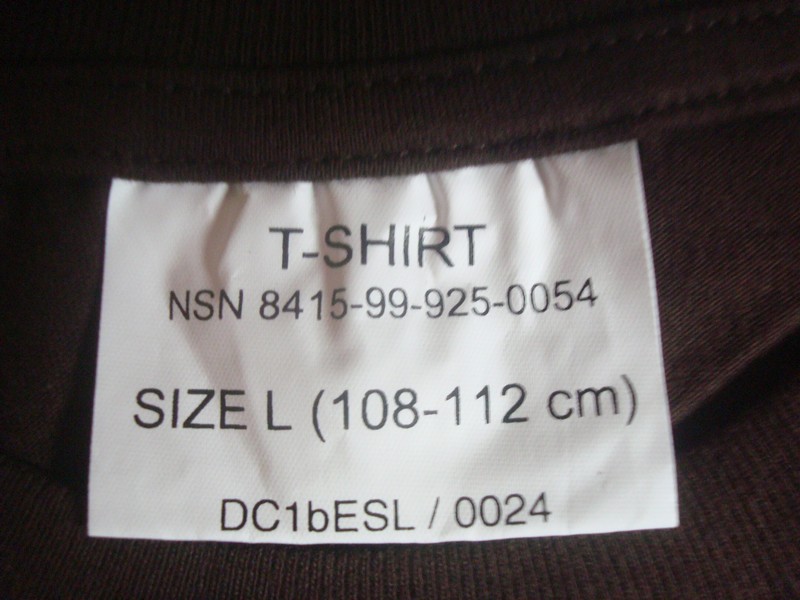 T-SHIRT
NSN 8415-99-925-0054
SIZE L (108-112 cm)
DC1bESL / 0024